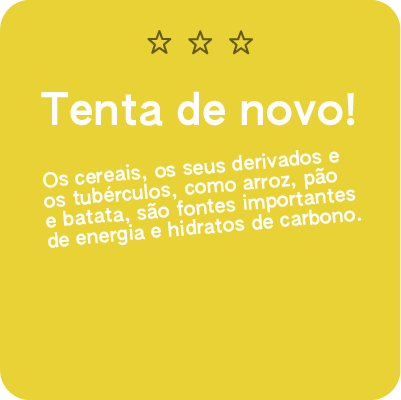 Tenta de novo!
Os cereais, os seus derivados e
os tubérculos, como arroz, pão
e batata, são fontes importantes
de energia e hidratos de carbono.